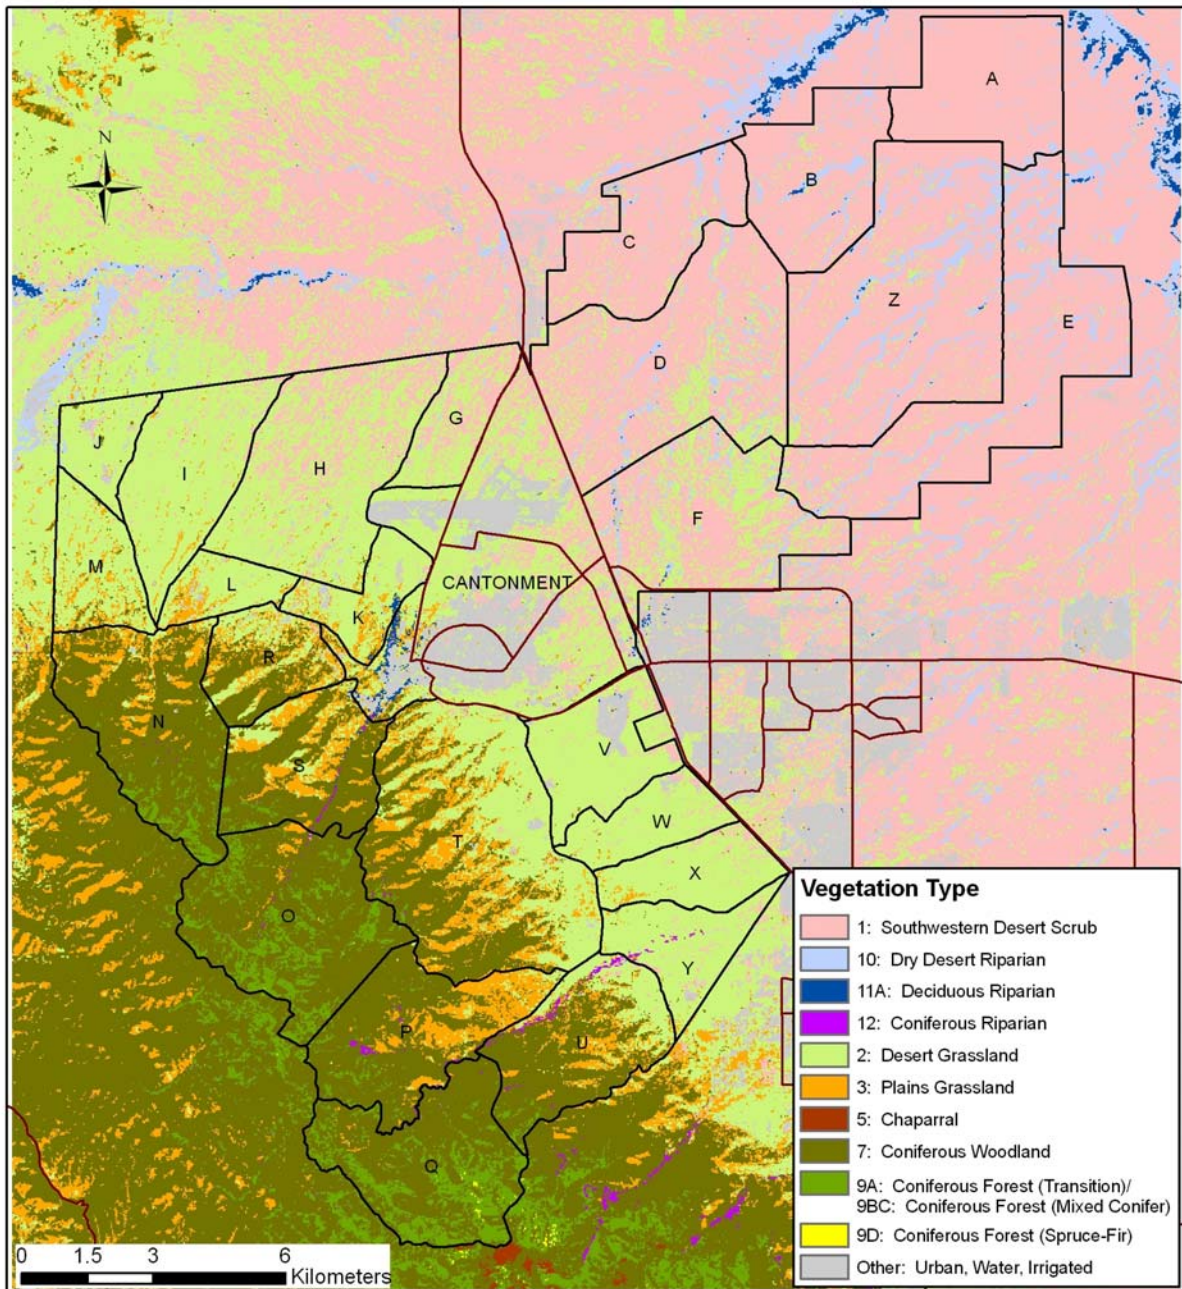 A
N
B
C
Z
E
D
G
J
H
I
F
M
L
CANTONMENT
K
R
N
V
S
W
T
X
O
Y
P
U
Q
Vegetation Type
1: Southwestern Desert Scrub
10: Dry Desert Riparian
11A: Deciduous Riparian
12: Coniferous Riparian
2: Desert Grassland
3: Plains Grassland
5: Chaparral
7: Coniferous Woodland
9A: Coniferous Forest (Transition)/
9BC: Coniferous Forest (Mixed Conifer)
9D: Coniferous Forest (Spruce-Fir)
Other: Urban, Water, Irrigated
0 1.5 3 6
Kilometers